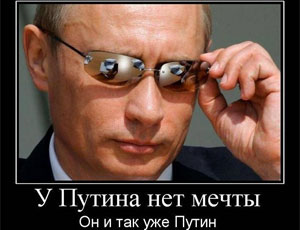 У Путина нет мечты
Он и так уже Путин